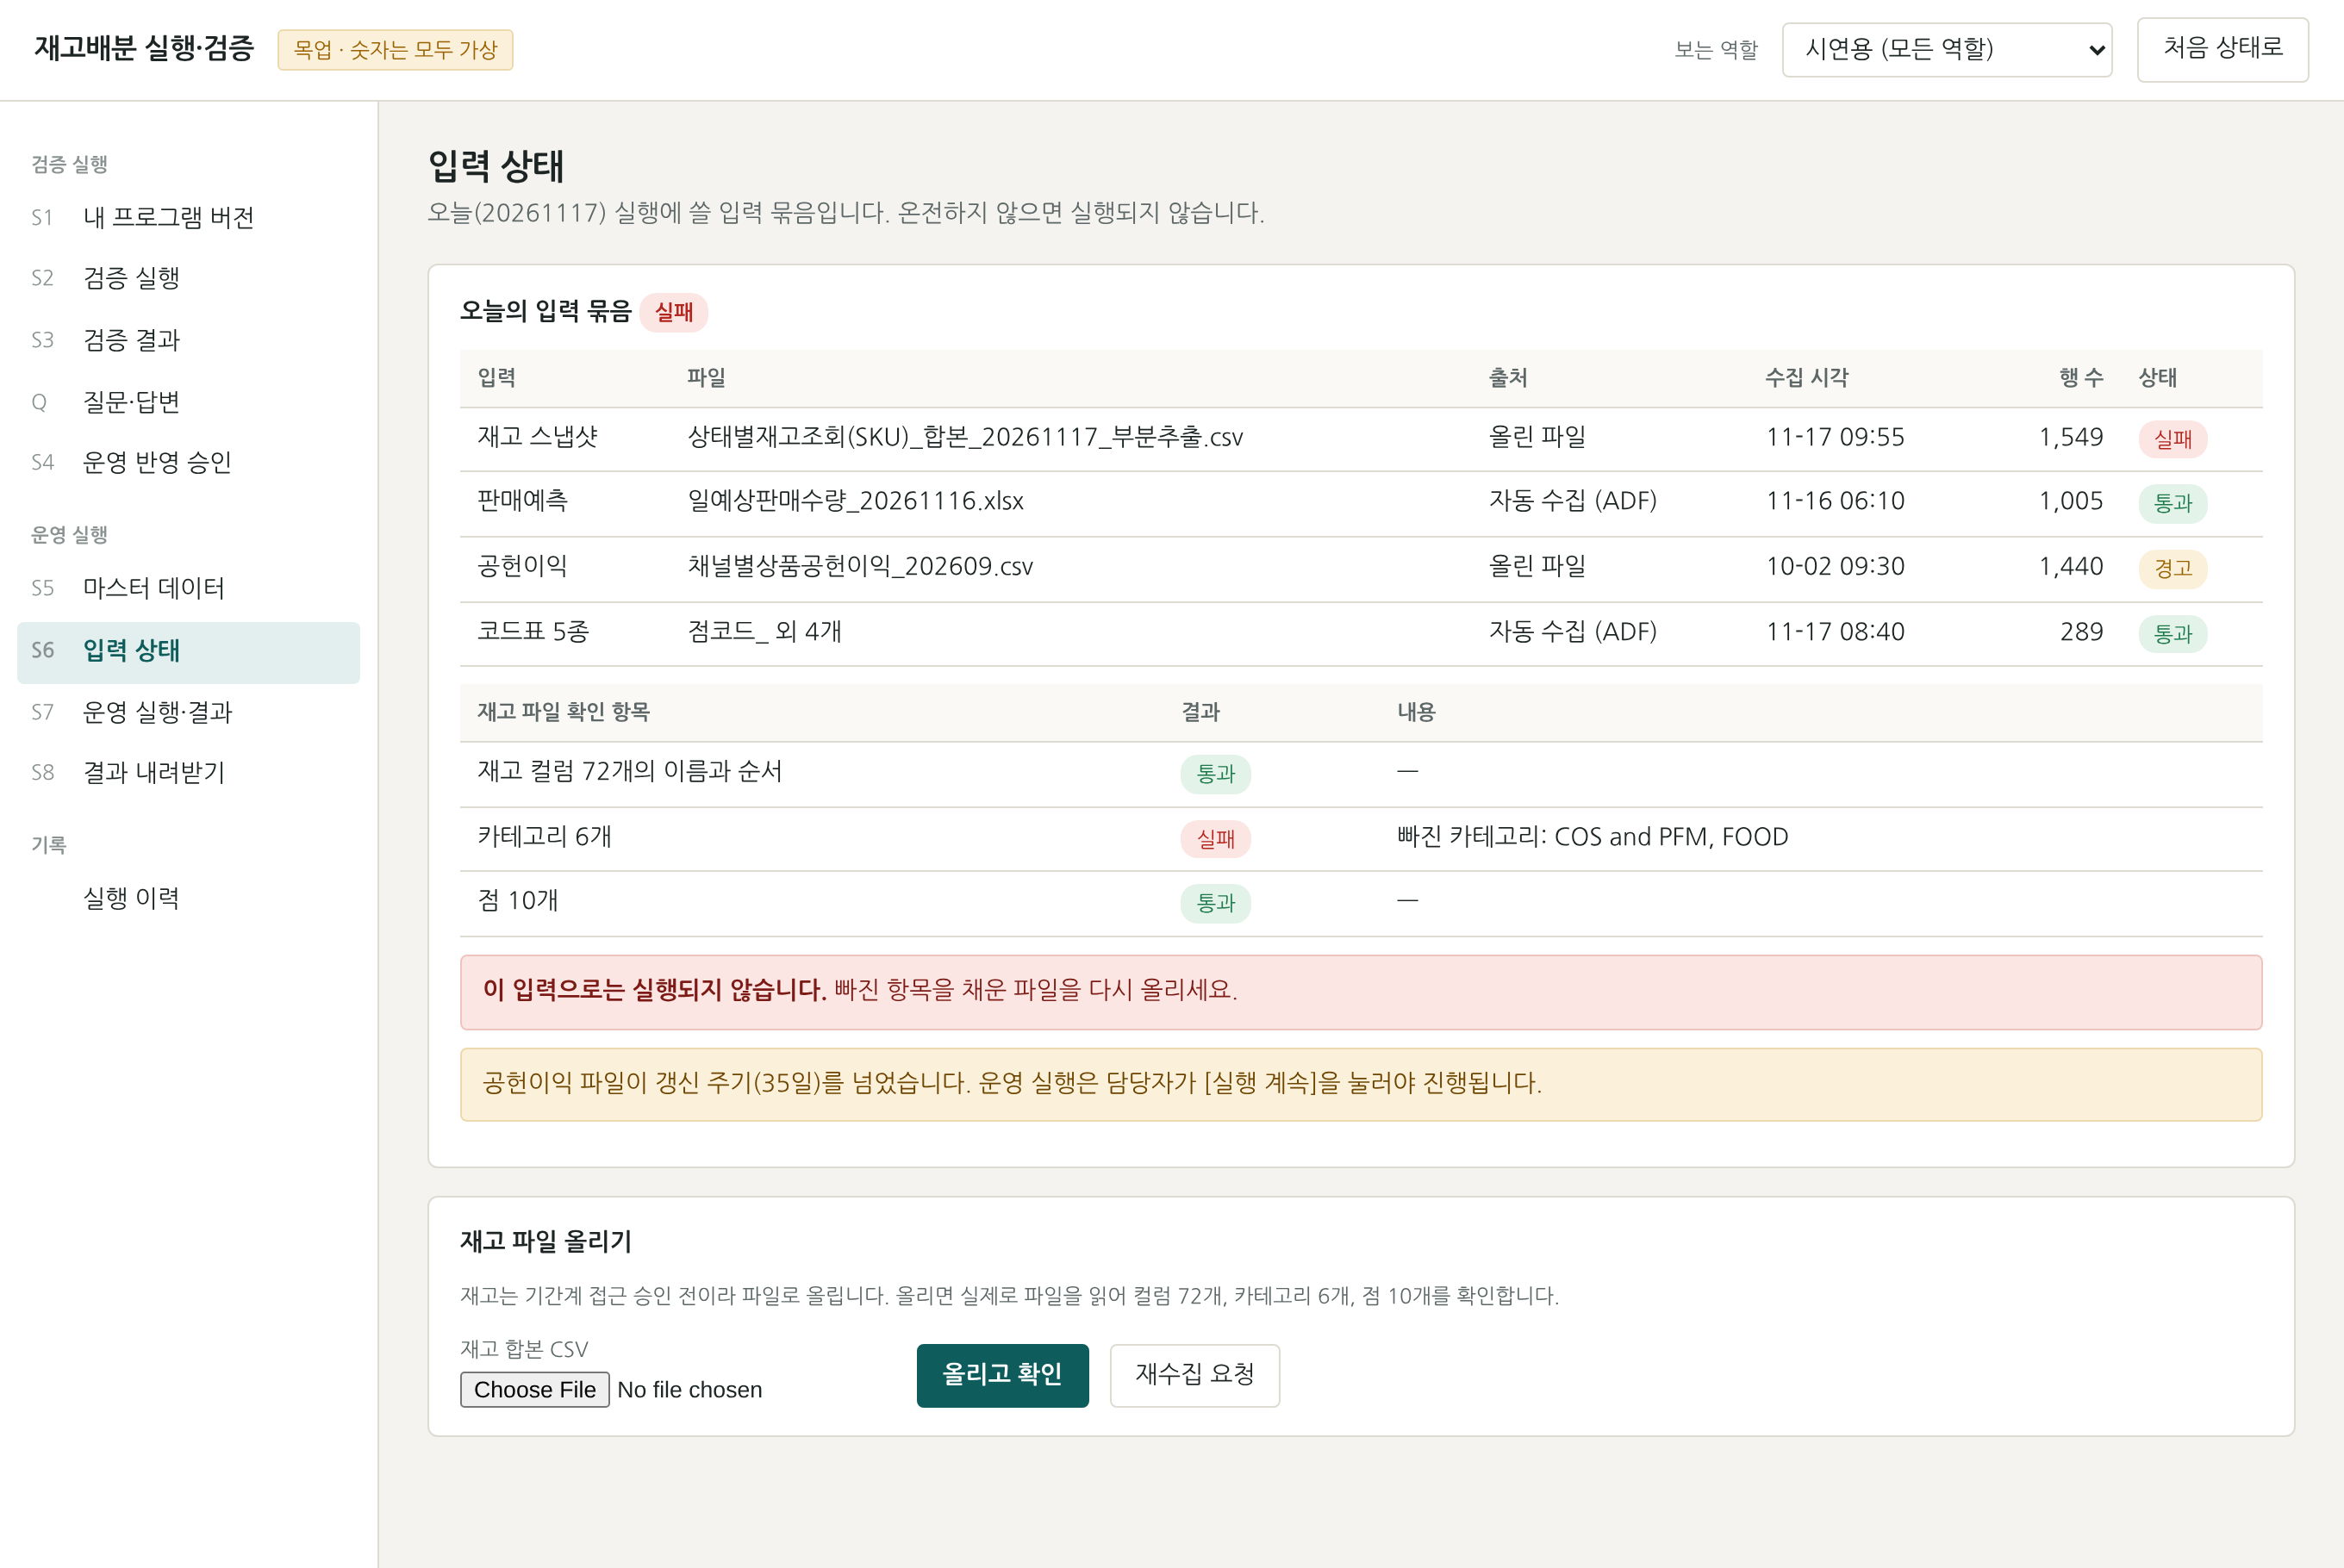 재고배분 실행·검증 목업 · 숫자는 모두 가상 보는 역할 시연용 (모든 역할) 처음 상태로
검증 실행
S1 내 프로그램 버전
S2 검증 실행
S3 검증 결과
Q 질문·답변
S4 운영 반영 승인
운영 실행
S5 마스터 데이터
S6 입력 상태
S7 운영 실행·결과
S8 결과 내려받기
기록
실행 이력
입력 상태
오늘(20261117) 실행에 쓸 입력 묶음입니다. 온전하지 않으면 실행되지 않습니다.
오늘의 입력 묶음 실패
입력 파일 출처 수집 시각 행 수 상태
재고 스냅샷 상태별재고조회(SKU)_합본_20261117_부분추출.csv 올린 파일 11-17 09:55 1,549 실패
판매예측 일예상판매수량_20261116.xlsx 자동 수집 (ADF) 11-16 06:10 1,005 통과
공헌이익 채널별상품공헌이익_202609.csv 올린 파일 10-02 09:30 1,440 경고
코드표 5종 점코드_ 외 4개 자동 수집 (ADF) 11-17 08:40 289 통과
재고 파일 확인 항목 결과 내용
재고 컬럼 72개의 이름과 순서 통과 —
카테고리 6개 실패 빠진 카테고리: COS and PFM, FOOD
점 10개 통과 —
이 입력으로는 실행되지 않습니다. 빠진 항목을 채운 파일을 다시 올리세요.
공헌이익 파일이 갱신 주기(35일)를 넘었습니다. 운영 실행은 담당자가 [실행 계속]을 눌러야 진행됩니다.
재고 파일 올리기
재고는 기간계 접근 승인 전이라 파일로 올립니다. 올리면 실제로 파일을 읽어 컬럼 72개, 카테고리 6개, 점 10개를 확인합니다.
재고 합본 CSV
Choose File No file chosen 올리고 확인 재수집 요청